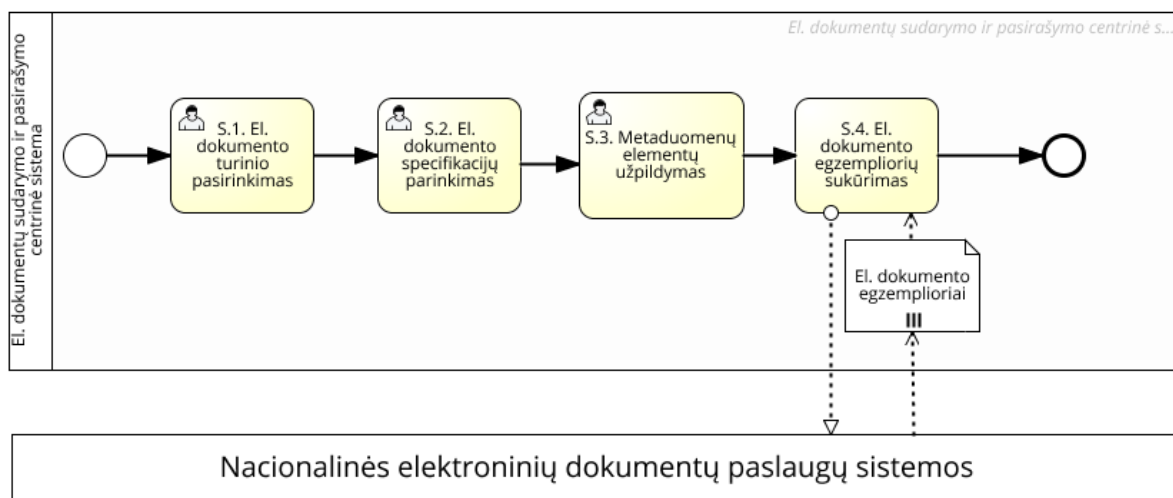 El. dokumentų sudarymo ir pasirašymo centrinė s...
El. dokumentų sudarymo ir pasirašymo
centrinė sistema
S.1. El.
dokumento
turinio
pasirinkimas
S.2. El.
dokumento
specifikacijų
parinkimas
S.3. Metaduomenų
elementų
užpildymas
S.4. El.
dokumento
egzempliorių
sukūrimas
El. dokumento
egzemplioriai
Nacionalinės elektroninių dokumentų paslaugų sistemos